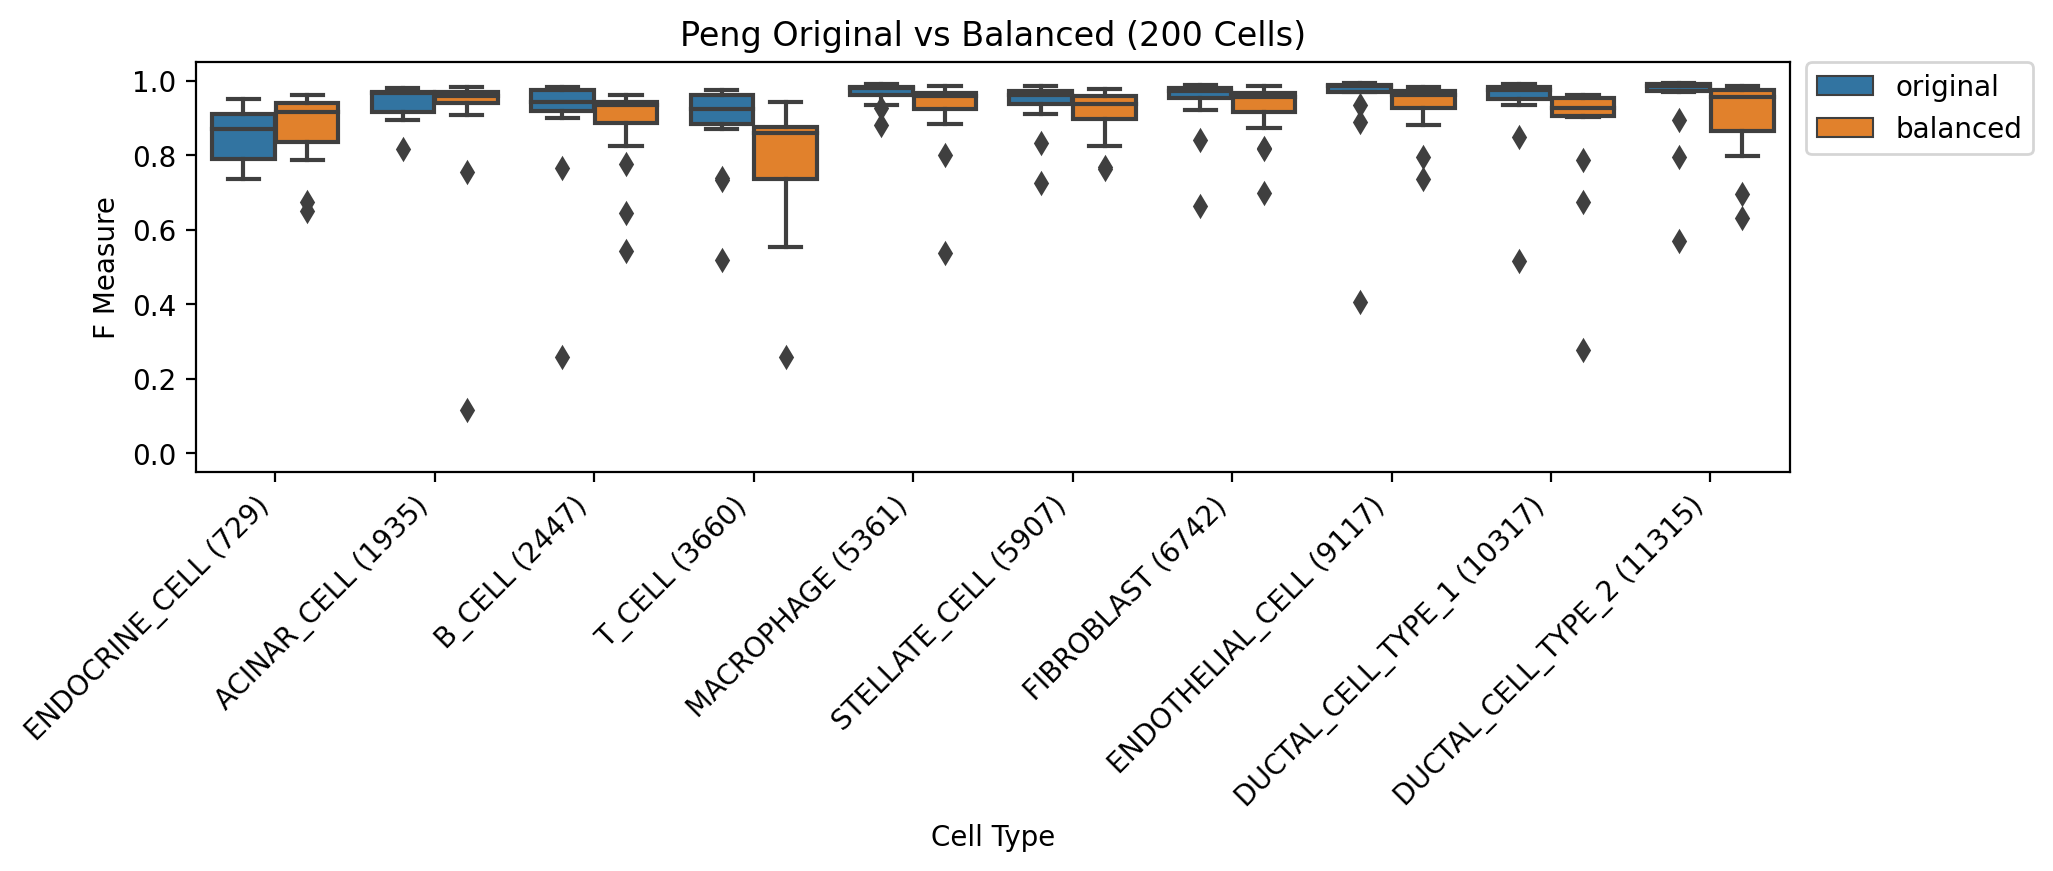 Peng Original vs Balanced (200 Cells)
original
balanced
F Measure
1.0
0.8
0.6
0.4
0.2
0.0
ENDOCRINE_CELL (729)
ACINAR_CELL (1935)
B_CELL (2447)
T_CELL (3660)
MACROPHAGE (5361)
STELLATE_CELL (5907)
FIBROBLAST (6742)
ENDOTHELIAL_CELL (9117)
DUCTAL_CELL_TYPE_1 (10317)
DUCTAL_CELL_TYPE_2 (11315)
Cell Type